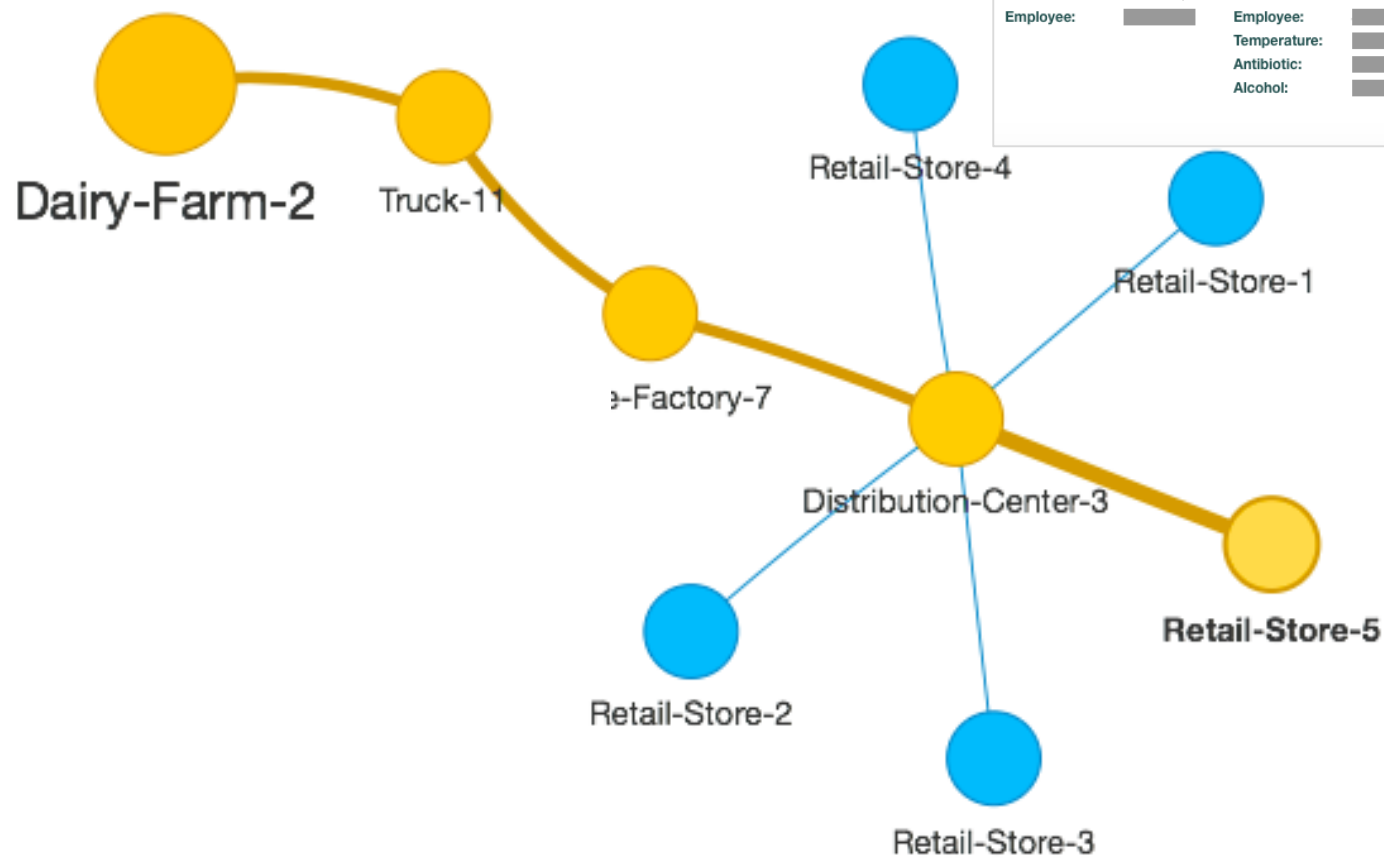 Employee: Employee:
Temperature:
Antibiotic:
Alcohol:
Retail-Store-4
Dairy-Farm-2
Truck-11
Retail-Store-1
e-Factory-7
Distribution-Center-3
Retail-Store-5
Retail-Store-2
Retail-Store-3